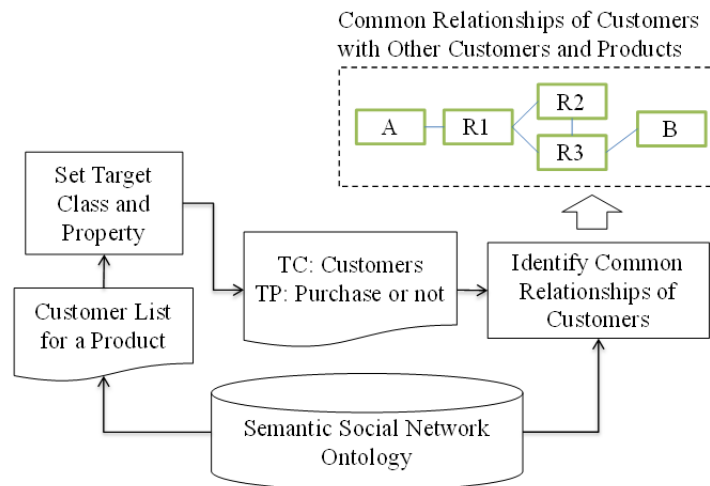 Common Relationships of Customers
with Other Customers and Products
A
R1
R2
R3
B
Set Target
Class and
Property
TC: Customers
TP: Purchase or not
Identify Common
Relationships of
Customers
Customer List
for a Product
Semantic Social Network
Ontology